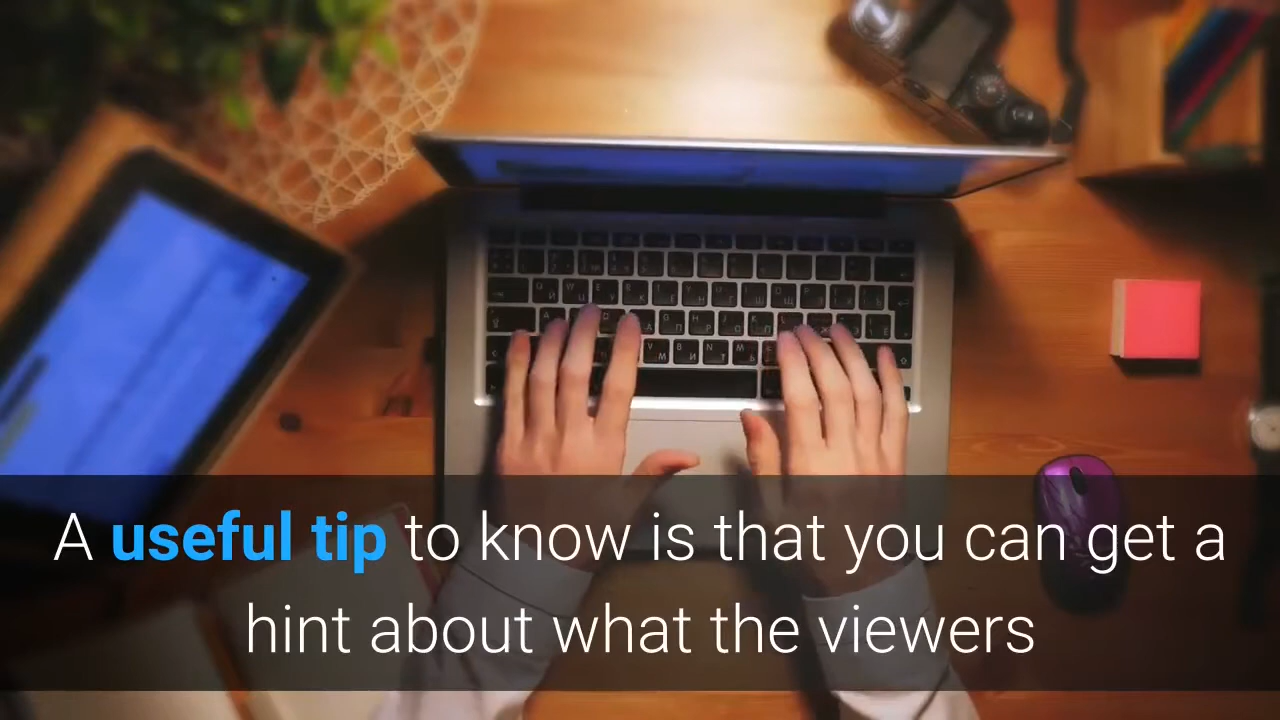 A useful tip to know is that you can get a
hint about what the viewers